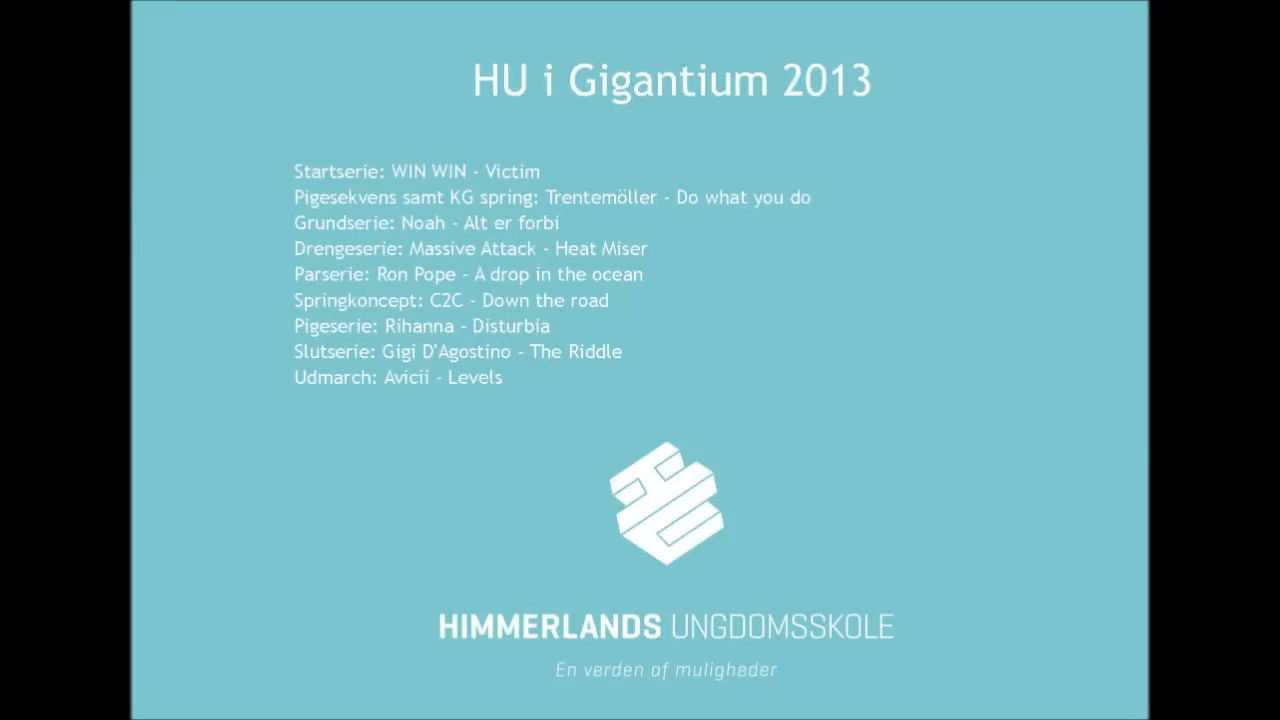 HU i Gigantium 2013
Startserie: WIN WIN - Victim
Pigesekvens samt KG spring: Trentemöller - Do what you do
Grundserie: Noah - Alt er forbi
Drengeserie: Massive Attack - Heat Miser
Parserie: Ron Pope - A drop in the ocean
Springkoncept: C2C - Down the road
Pigeserie: Rihanna - Disturbia
Slutserie: Gigi D'Agostino - The Riddle
Udmarch: Avicii - Levels
HIMMERLANDS UNGDOMSSKOLE
En verden af muligheder